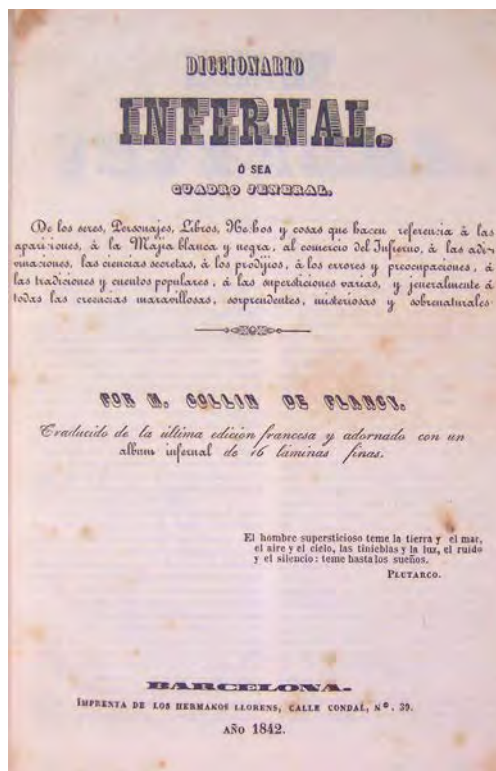 DICCIONARIO
INFERNAL.
Ó SEA
CUADRO JENERAL.
De los seres, Personajes, Libros, Hechos y cosas que hacen referencia á las
apariciones, á la Majia blanca y negra, al comercio del Infierno, á las adi-
vinaciones, las ciencias secretas, á los prodijios, á los errores y preocupaciones, á
las tradiciones y cuentos populares, á las supersticiones varias, y jeneralmente á
todas las creencias maravillosas, sorprendentes, misteriosas y sobrenaturales.
POR M. COLLIN DE PLANCY.
Traducido de la última edicion francesa y adornado con un
album infernal de 16 láminas finas.
El hombre supersticioso teme la tierra y el mar,
el aire y el cielo, las tinieblas y la luz, el ruido
y el silencio: teme hasta los sueños.
PLUTARCO.
BARCELONA.
IMPRENTA DE LOS HERMANOS LLORENS, CALLE CONDAL, Nº. 39.
AÑO 1842.